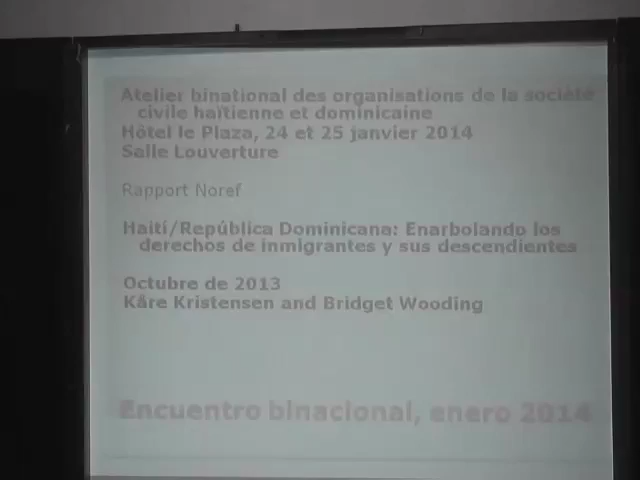 Atelier binational des organisations de la société
civile haïtienne et dominicaine
Hôtel le Plaza, 24 et 25 janvier 2014
Salle Louverture
Rapport Noref
Haití/República Dominicana: Enarbolando los
derechos de inmigrantes y sus descendientes
Octubre de 2013
Kåre Kristensen and Bridget Wooding
Encuentro binacional, enero 2014